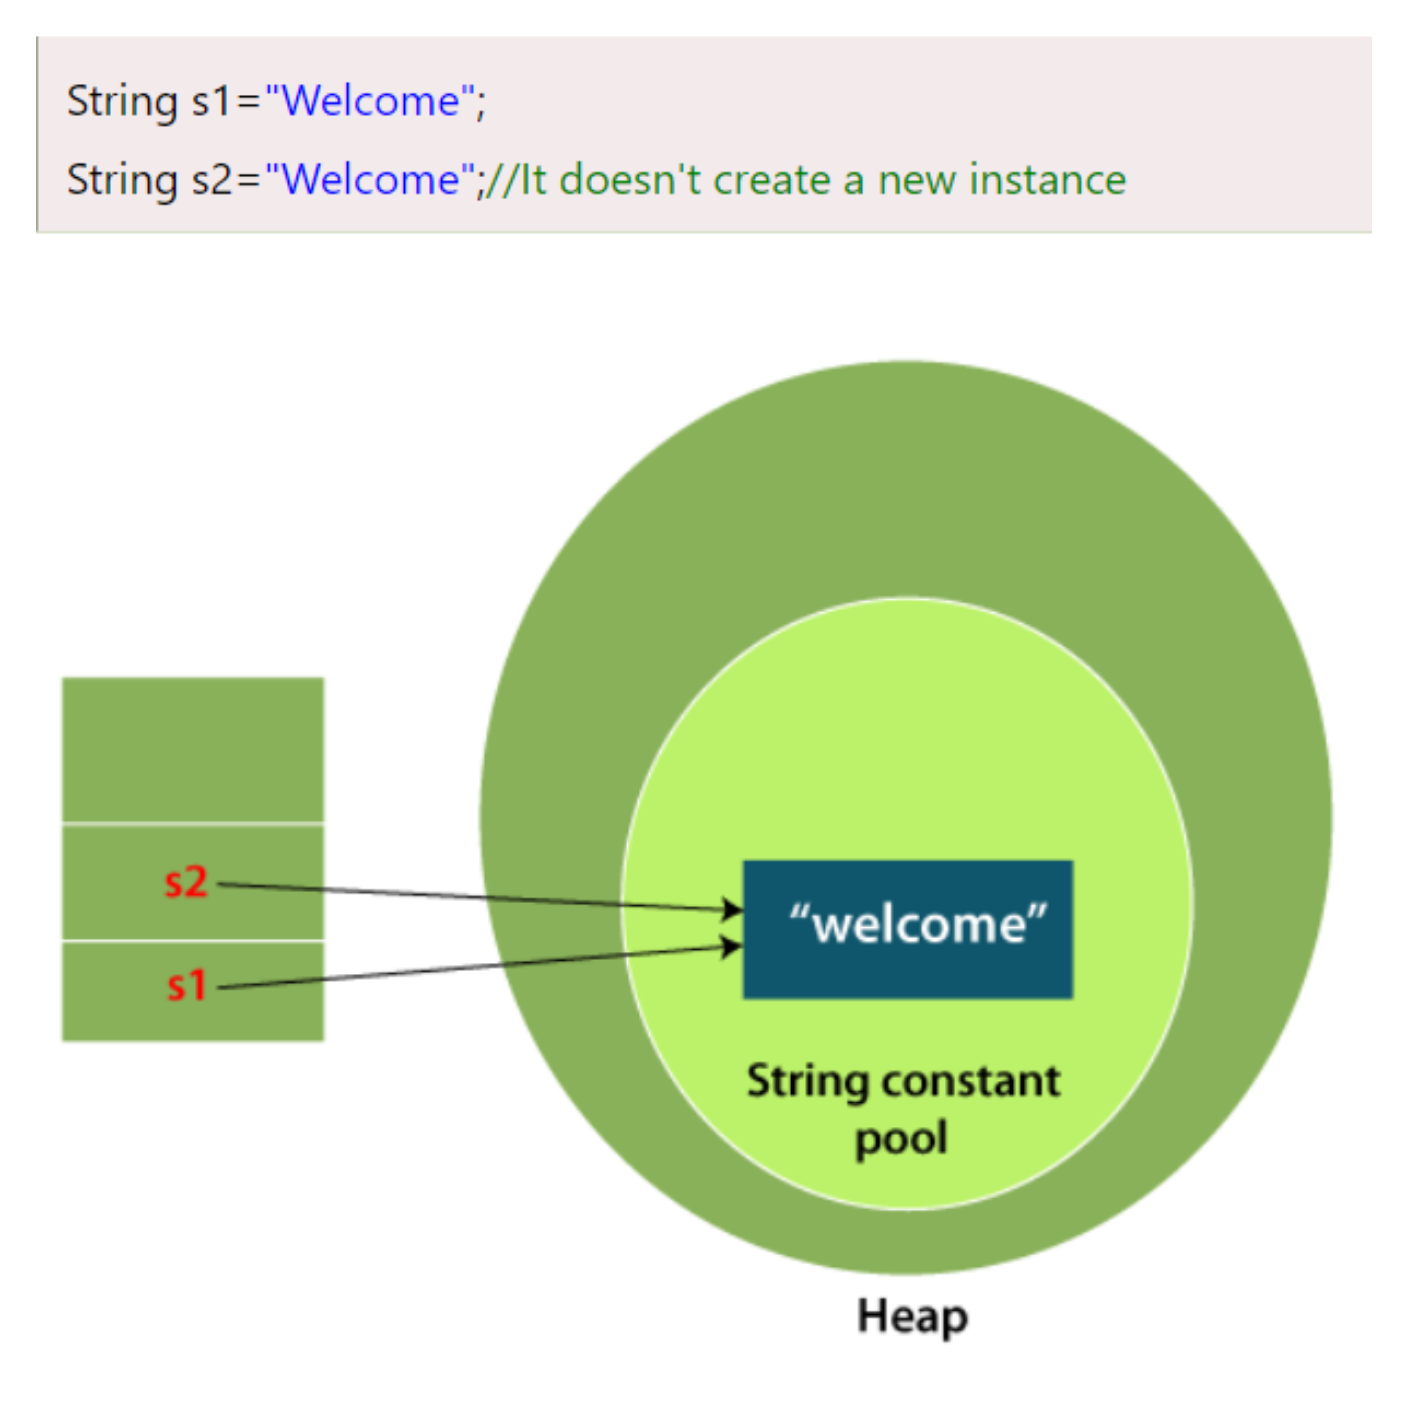 String s1="Welcome";
String s2="Welcome";//It doesn't create a new instance
s2
s1
“welcome”
String constant
pool
Heap